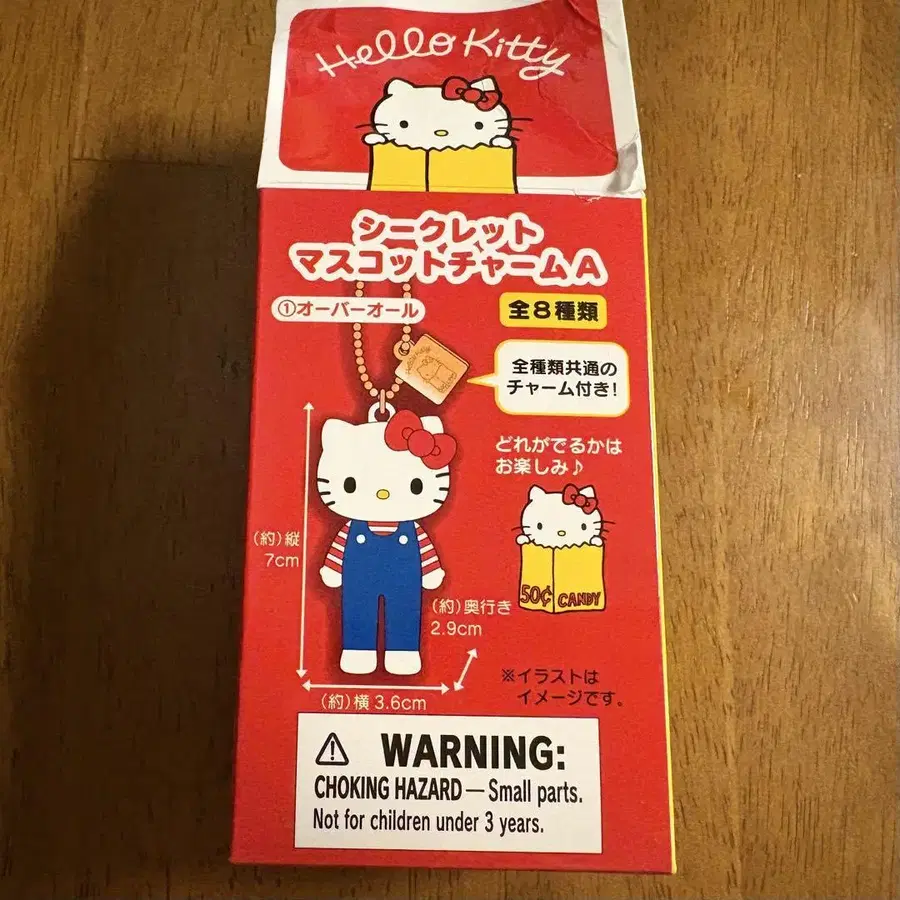 Hello Kitty
シークレット
マスコットチャームA
①オーバーオール
全8種類
全種類共通の
チャーム付き!
どれがでるかは
お楽しみ♪
(約)縦
7cm
50¢ CANDY
(約)奥行き
2.9cm
※イラストは
イメージです。
(約)横3.6cm
⚠ WARNING:
CHOKING HAZARD — Small parts.
Not for children under 3 years.